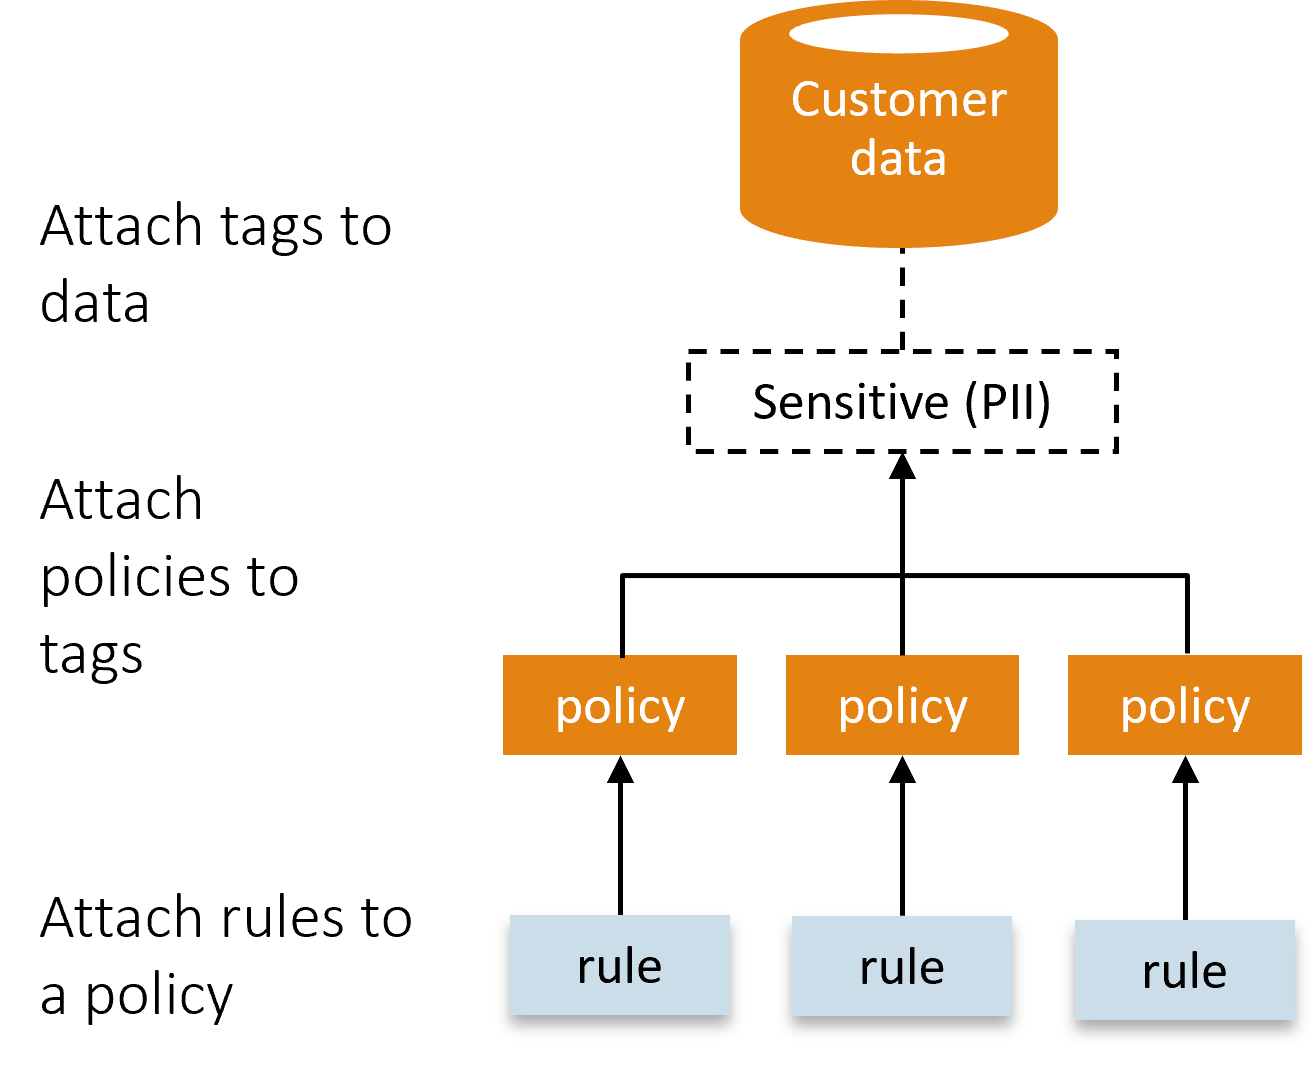 Customer
data
Attach tags to
data
Sensitive (PII)
Attach
policies to
tags
policy policy policy
Attach rules to
a policy
rule rule rule